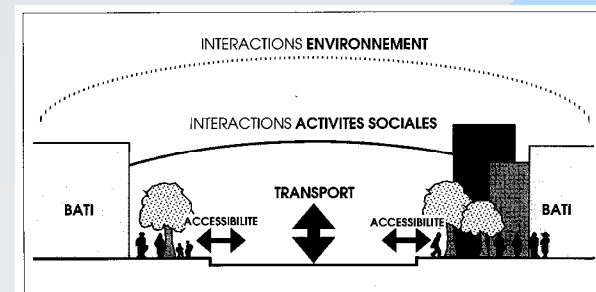 INTERACTIONS ENVIRONNEMENT
INTERACTIONS ACTIVITES SOCIALES
TRANSPORT
BATI
ACCESSIBILITE
ACCESSIBILITE
BATI